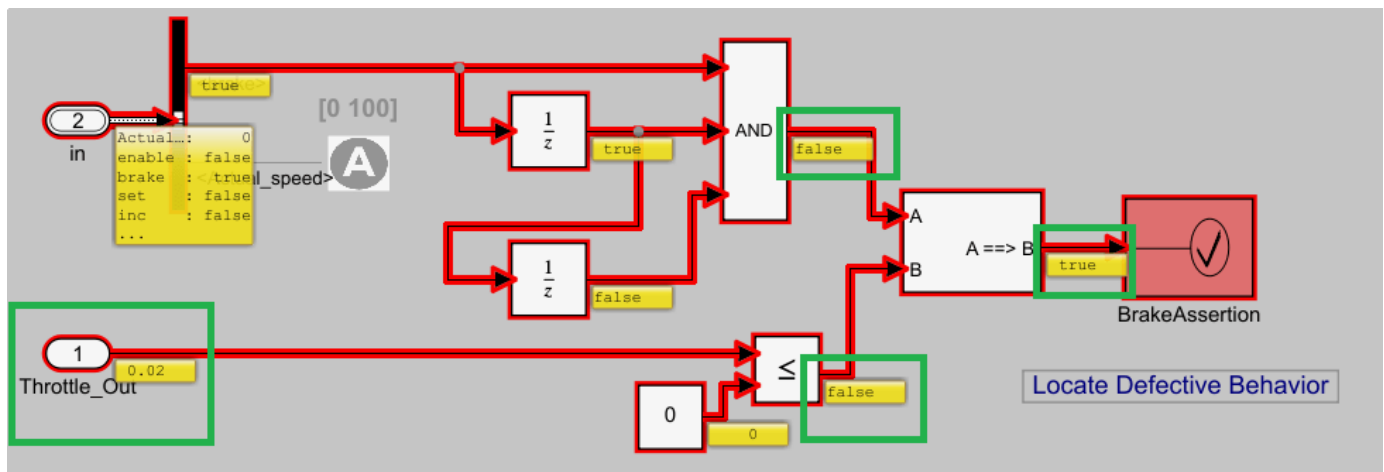 true
[0 100]
2
in
Actual…: 0
enable : false
brake : true
set : false
inc : false
...
A
1
z
true
AND
false
1
z
false
A
B
A ==> B
true
BrakeAssertion
1
0.02
Throttle_Out
≤
false
0
0
Locate Defective Behavior